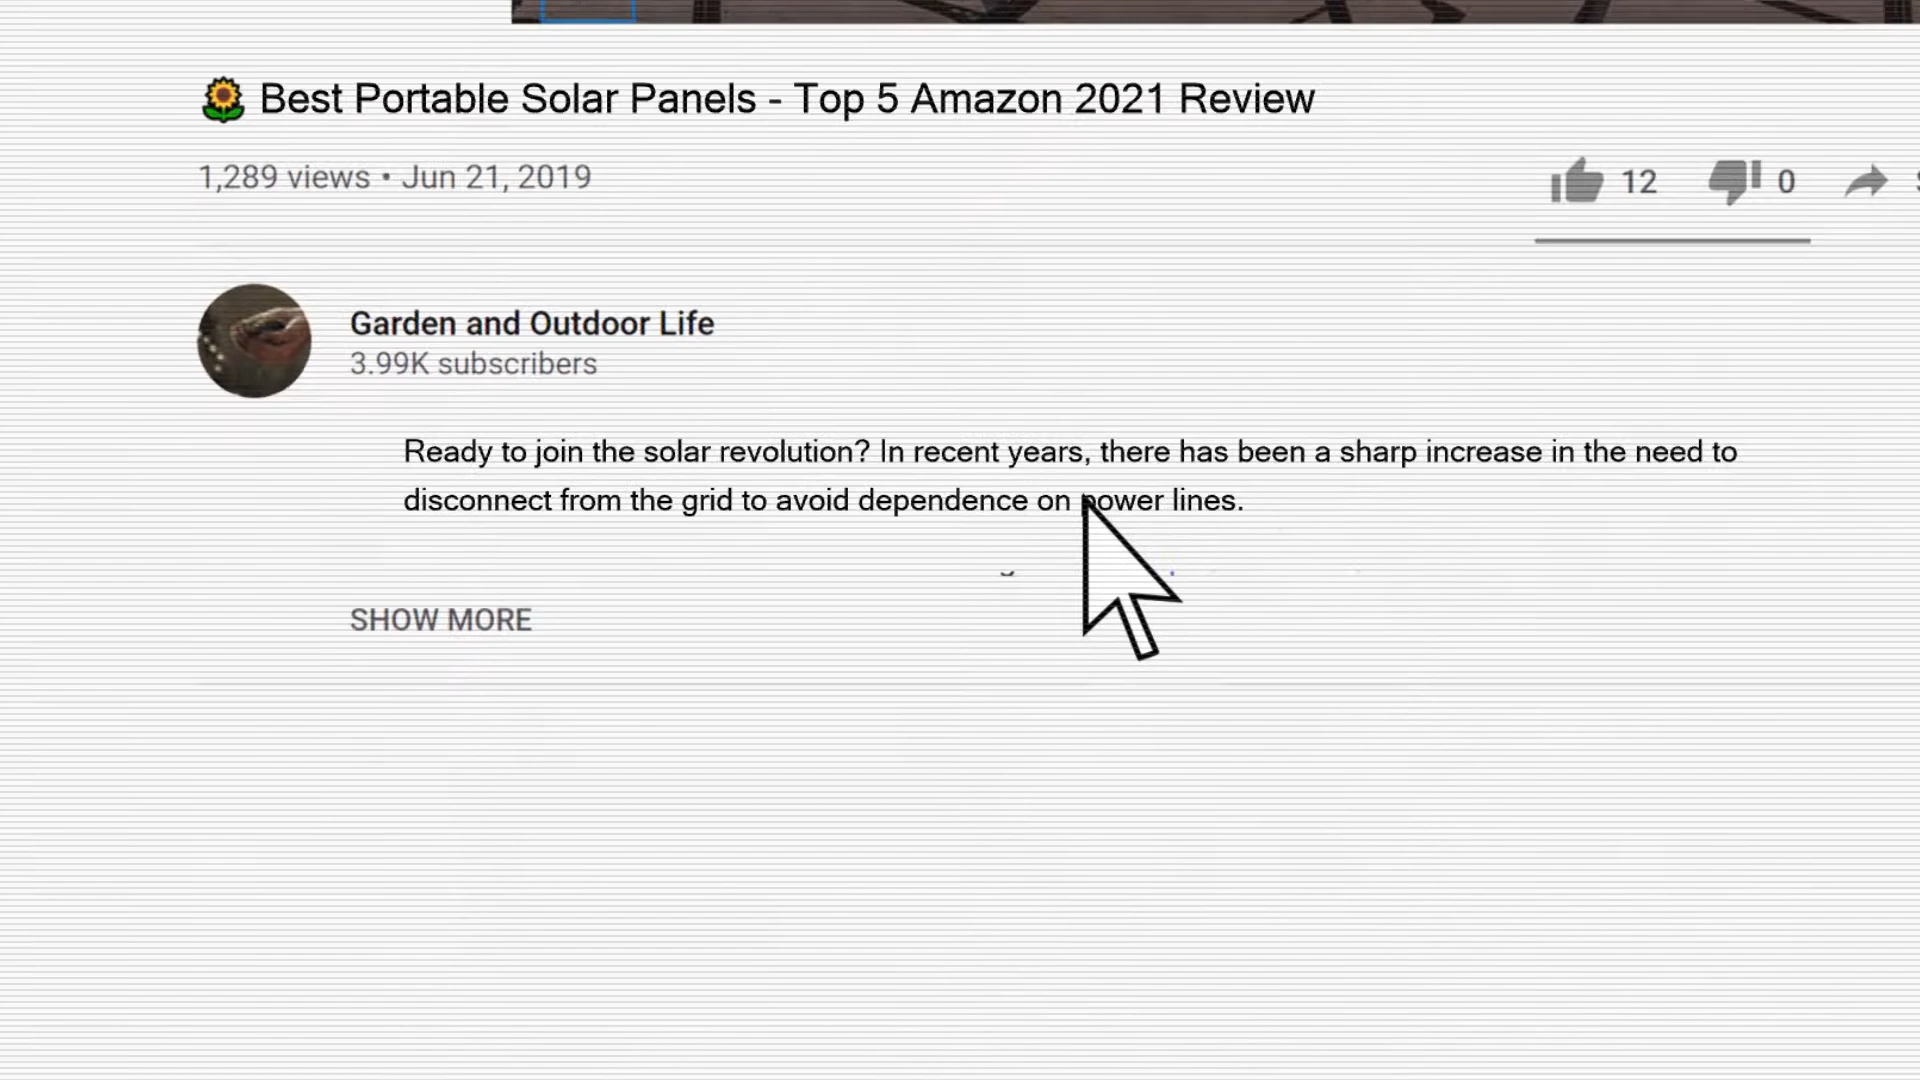 🌻 Best Portable Solar Panels - Top 5 Amazon 2021 Review
1,289 views • Jun 21, 2019
12 0
Garden and Outdoor Life
3.99K subscribers
Ready to join the solar revolution? In recent years, there has been a sharp increase in the need to
disconnect from the grid to avoid dependence on power lines.
SHOW MORE